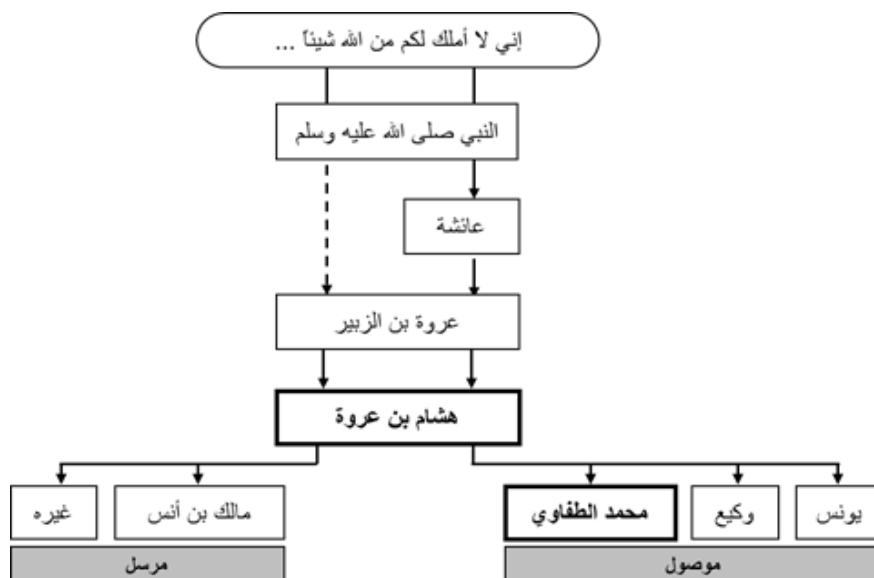 إني لا أملك لكم من الله شيئاً ...
النبي صلى الله عليه وسلم
عائشة
عروة بن الزبير
هشام بن عروة
يونس
وكيع
محمد الطفاوي
مالك بن أنس
غيره
موصول
مرسل